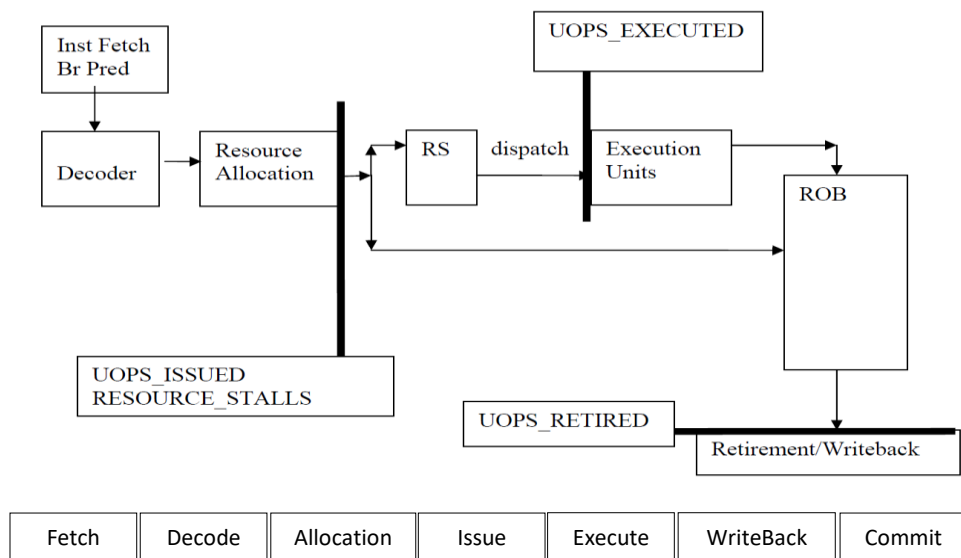 UOPS_EXECUTED
Inst Fetch
Br Pred
Decoder
Resource
Allocation
RS
dispatch
Execution
Units
ROB
UOPS_ISSUED
RESOURCE_STALLS
UOPS_RETIRED
Retirement/Writeback
Fetch
Decode
Allocation
Issue
Execute
WriteBack
Commit